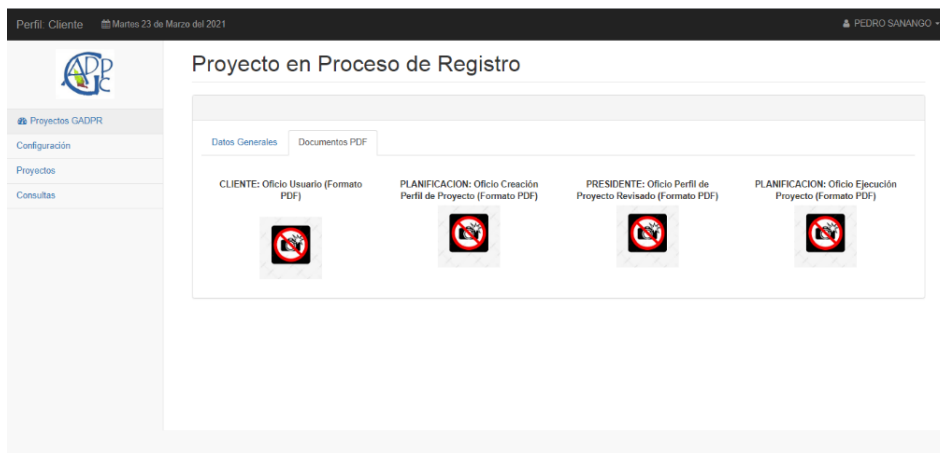 Perfil: Cliente Martes 23 de Marzo del 2021 PEDRO SANANGO
Proyecto en Proceso de Registro
Proyectos GADPR
Configuración
Proyectos
Consultas
Datos Generales Documentos PDF
CLIENTE: Oficio Usuario (Formato
PDF)
PLANIFICACION: Oficio Creación
Perfil de Proyecto (Formato PDF)
PRESIDENTE: Oficio Perfil de
Proyecto Revisado (Formato PDF)
PLANIFICACION: Oficio Ejecución
Proyecto (Formato PDF)